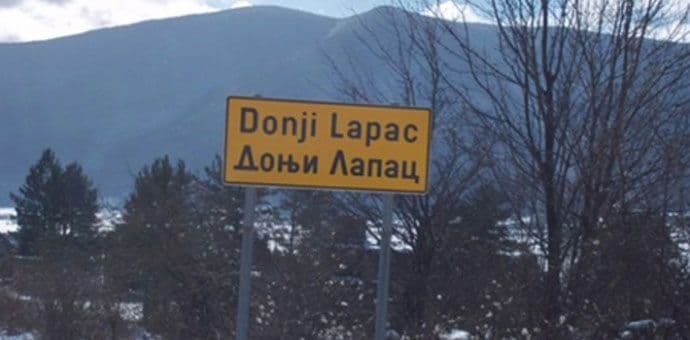 Donji Lapac
Доњи Лапац